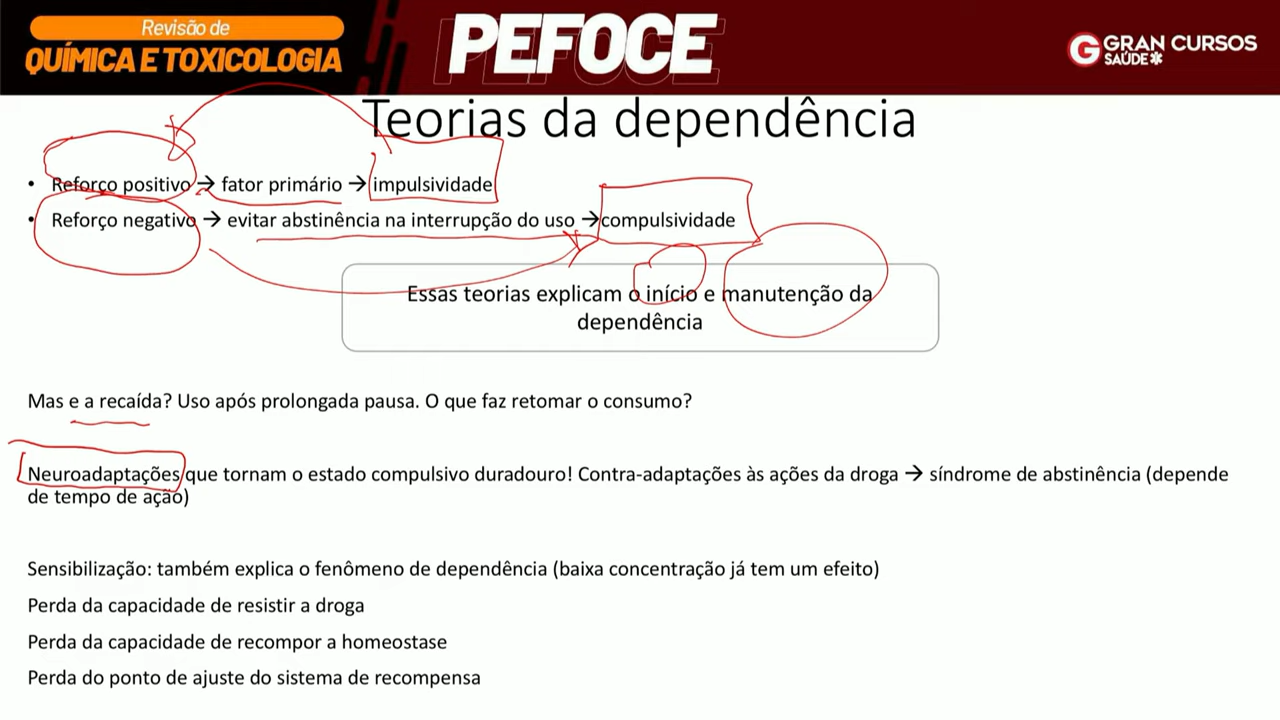 Revisão de
QUÍMICA E TOXICOLOGIA
PEFOCE
GRAN CURSOS
SAÚDE
Teorias da dependência
• Reforço positivo → fator primário → impulsividade
• Reforço negativo → evitar abstinência na interrupção do uso →compulsividade
Essas teorias explicam o início e manutenção da
dependência
Mas e a recaída? Uso após prolongada pausa. O que faz retomar o consumo?
Neuroadaptações que tornam o estado compulsivo duradouro! Contra-adaptações às ações da droga → síndrome de abstinência (depende
de tempo de ação)
Sensibilização: também explica o fenômeno de dependência (baixa concentração já tem um efeito)
Perda da capacidade de resistir a droga
Perda da capacidade de recompor a homeostase
Perda do ponto de ajuste do sistema de recompensa